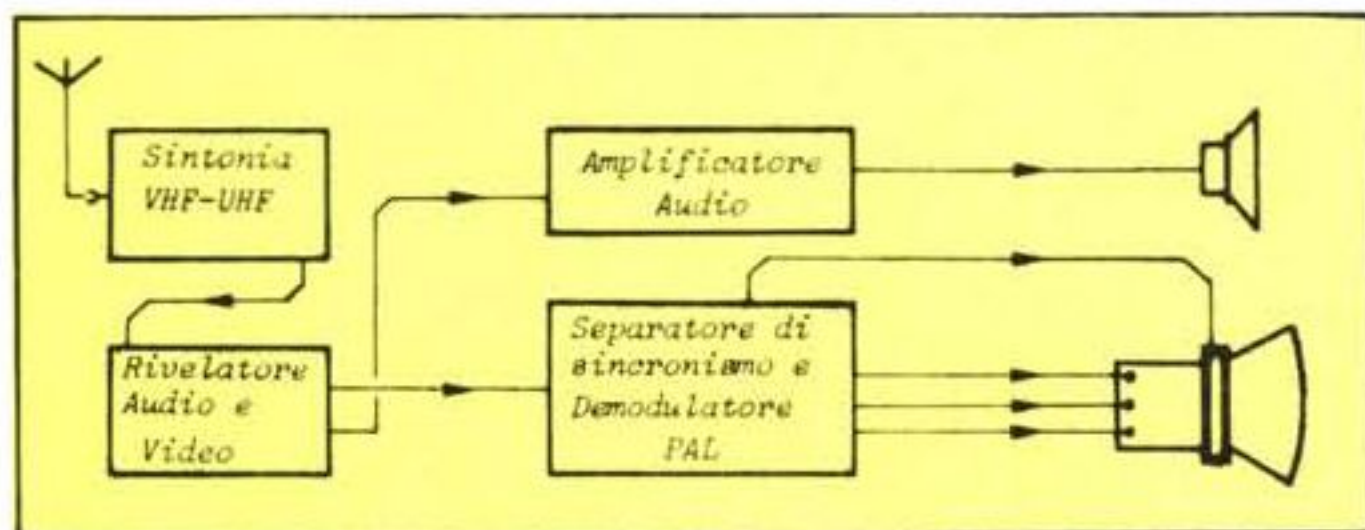 Sintonia
VHF-UHF
Amplificatore
Audio
Rivelatore
Audio e
Video
Separatore di
sincronismo e
Demodulatore
PAL